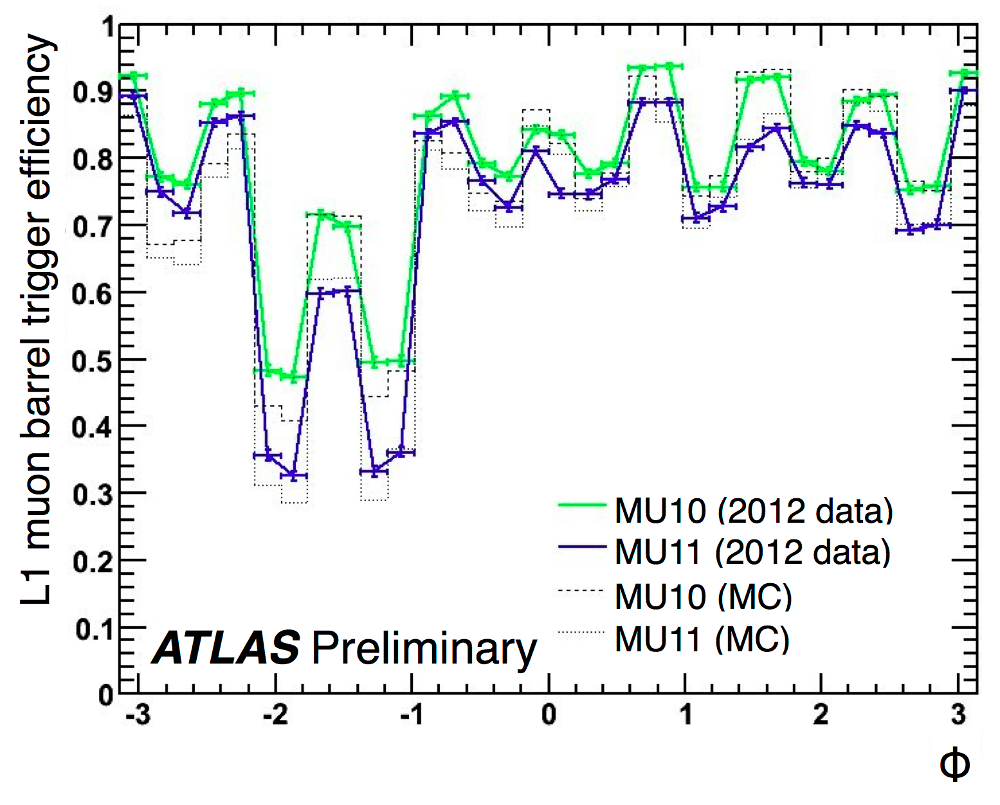 L1 muon barrel trigger efficiency
1
0.9
0.8
0.7
0.6
0.5
0.4
0.3
0.2
0.1
0
MU10 (2012 data)
MU11 (2012 data)
MU10 (MC)
MU11 (MC)
ATLAS Preliminary
-3 -2 -1 0 1 2 3
Φ